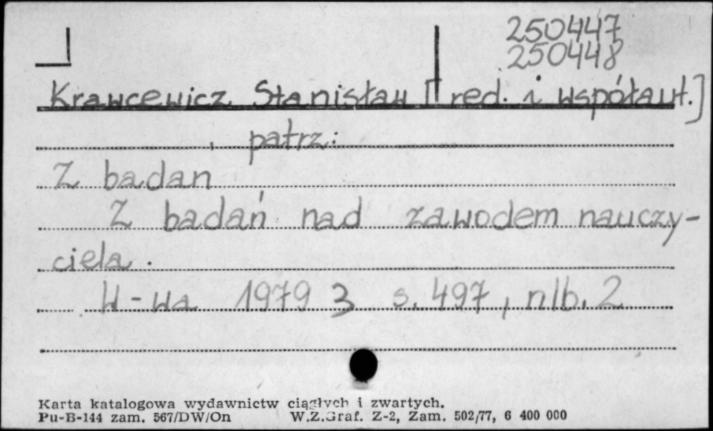 250447
250448
Krawcewicz Stanisław [red. i współaut.]
patrz:
Z badan
Z badań nad zawodem nauczy-
ciela.
W-wa 1979 3 s. 497, nlb. 2
Karta katalogowa wydawnictw ciągłych i zwartych.
Pu-B-144 zam. 567/DW/On W.Z.Graf. Z-2, Zam. 502/77, 6 400 000